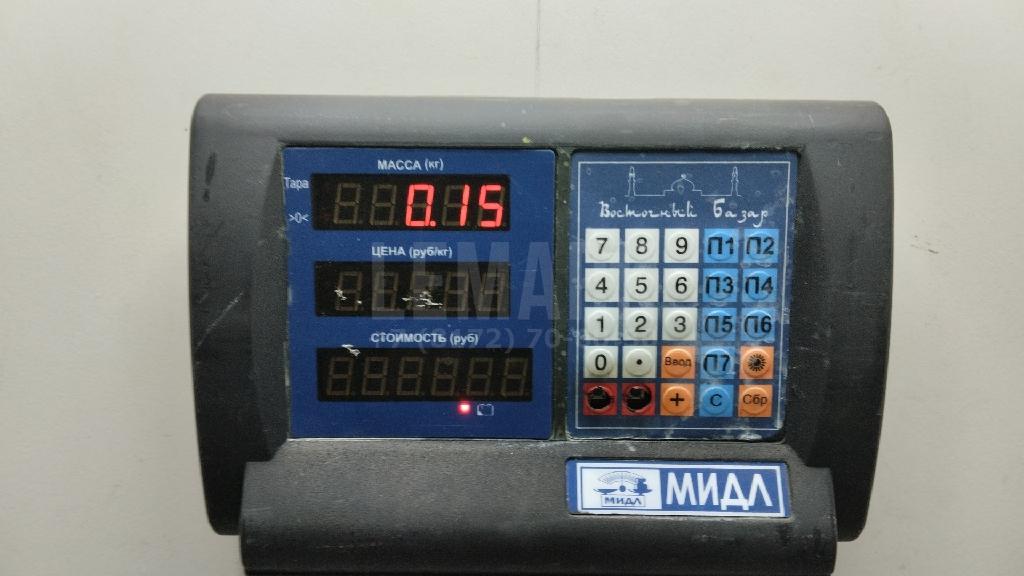 МАССА (кг)
Тара
0.15
>0<
ЦЕНА (руб/кг)
СТОИМОСТЬ (руб)
Восточный Базар
7 8 9 П1 П2
4 5 6 П3 П4
1 2 3 П5 П6
0 • Ввод П7
+ С Сбр
МИДЛ
МИДЛ
LEMA